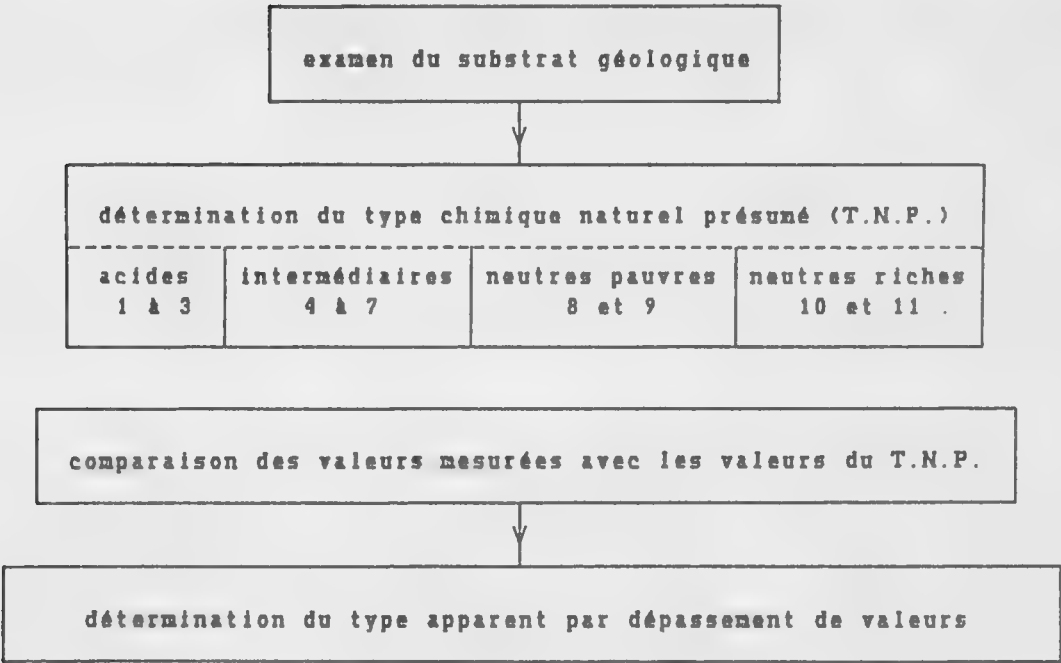 examen du substrat géologique
détermination du type chimique naturel présumé (T.N.P.)
acides intermédiaires neutres pauvres neutres riches
1 à 3 4 à 7 8 et 9 10 et 11 .
comparaison des valeurs mesurées avec les valeurs du T.N.P.
détermination du type apparent par dépassement de valeurs